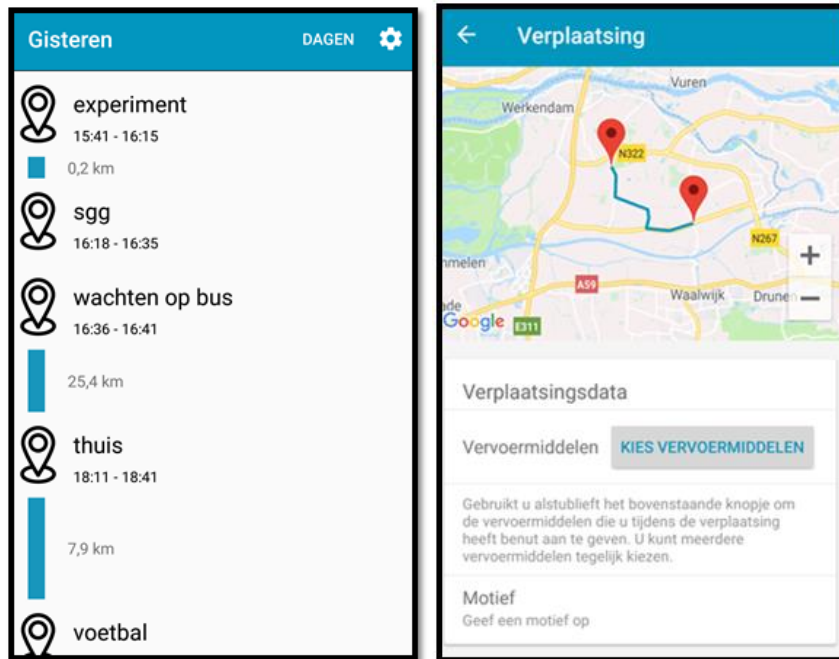 Gisteren DAGEN
experiment
15:41 - 16:15
0,2 km
sgg
16:18 - 16:35
wachten op bus
16:36 - 16:41
25,4 km
thuis
18:11 - 18:41
7,9 km
voetbal
Verplaatsing
Vuren
Werkendam
N322
N267
mmelen
A59
Waalwijk
Drunen
ade
Google
E311
+
−
Verplaatsingsdata
Vervoermiddelen KIES VERVOERMIDDELEN
Gebruikt u alstublieft het bovenstaande knopje om
de vervoermiddelen die u tijdens de verplaatsing
heeft benut aan te geven. U kunt meerdere
vervoermiddelen tegelijk kiezen.
Motief
Geef een motief op